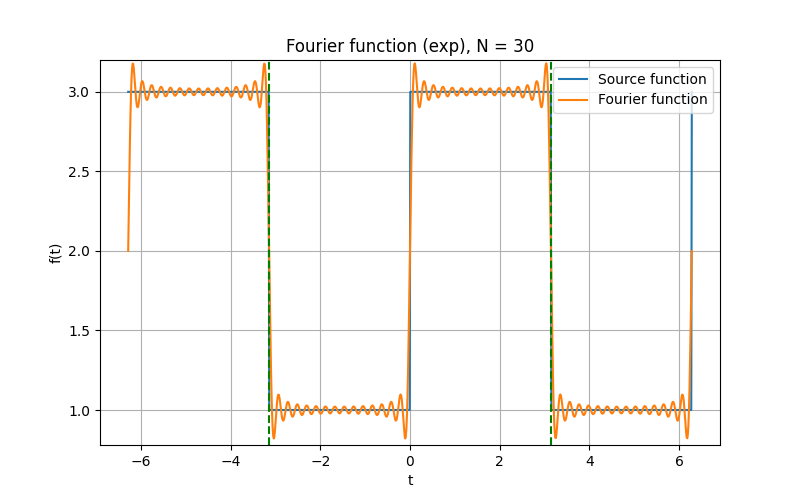 Fourier function (exp), N = 30
Source function
Fourier function
f(t)
3.0
2.5
2.0
1.5
1.0
−6
−4
−2
0
2
4
6
t